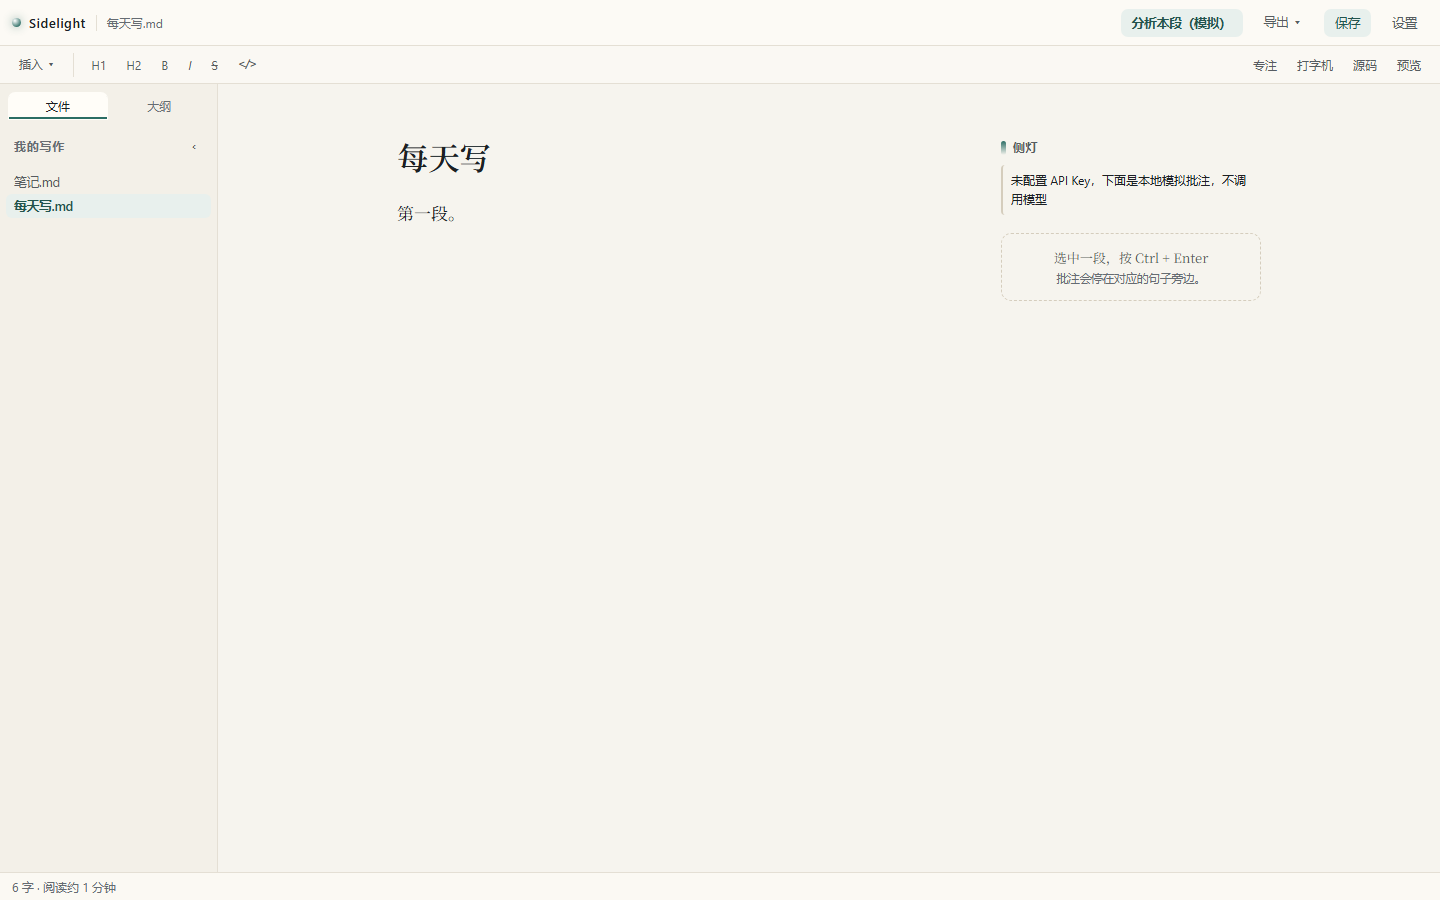 Sidelight 每天写.md 分析本段（模拟） 导出 保存 设置
插入 H1 H2 B I S </> 专注 打字机 源码 预览
文件 大纲
我的写作
笔记.md
每天写.md
每天写
第一段。
侧灯
未配置 API Key，下面是本地模拟批注，不调
用模型
选中一段，按 Ctrl + Enter
批注会停在对应的句子旁边。
6 字 · 阅读约 1 分钟